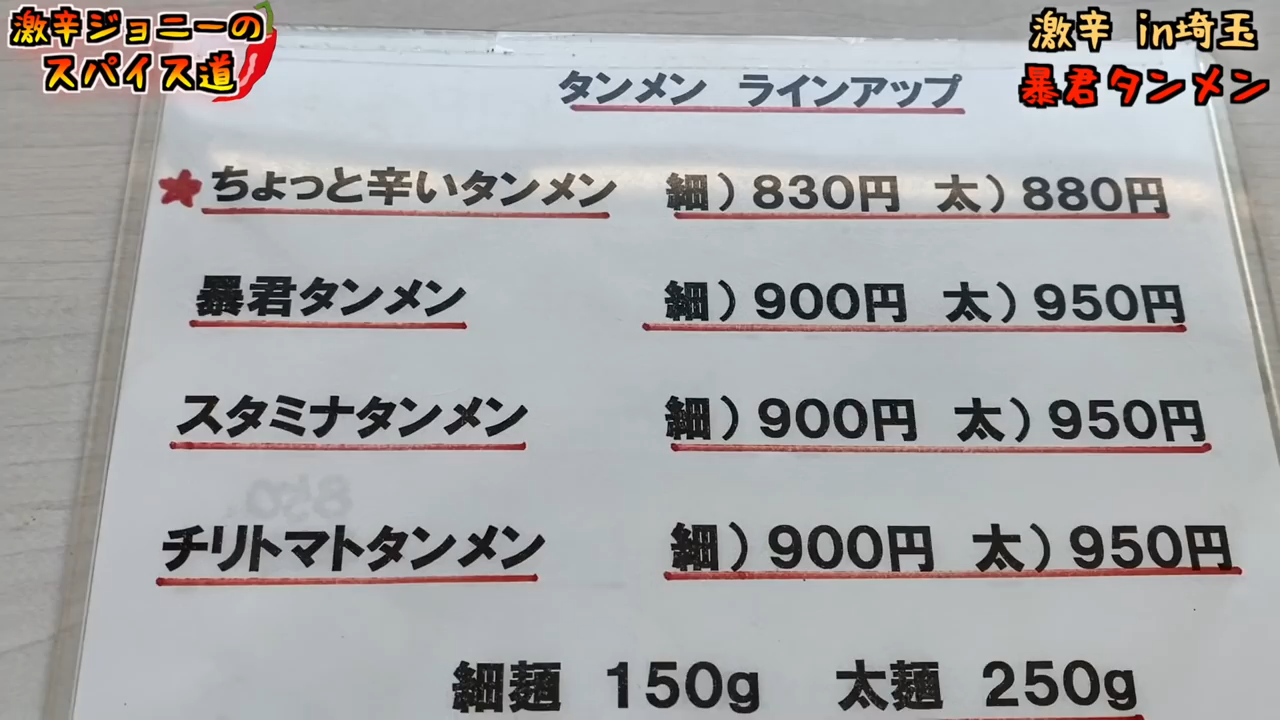 激辛ジョニーの
スパイス道
激辛 in埼玉
暴君タンメン
タンメン ラインアップ
★ちょっと辛いタンメン 細）830円 太）880円
暴君タンメン 細）900円 太）950円
スタミナタンメン 細）900円 太）950円
チリトマトタンメン 細）900円 太）950円
細麺 150g 太麺 250g